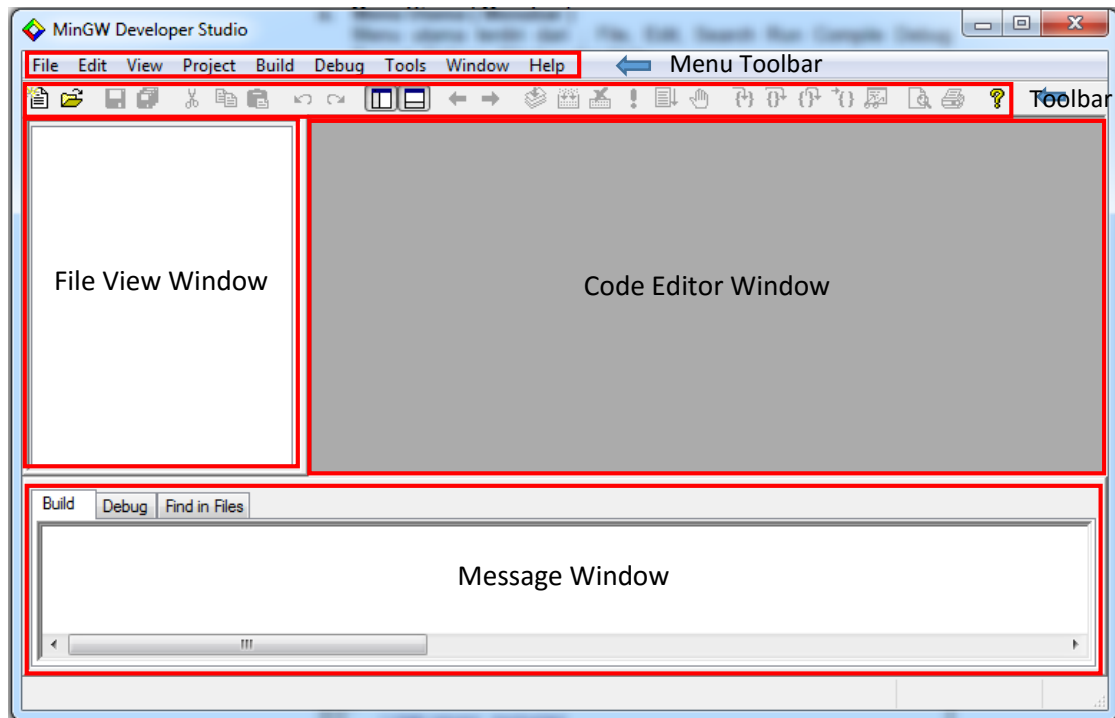 MinGW Developer Studio
File Edit View Project Build Debug Tools Window Help Menu Toolbar
Toolbar
File View Window
Code Editor Window
Build Debug Find in Files
Message Window